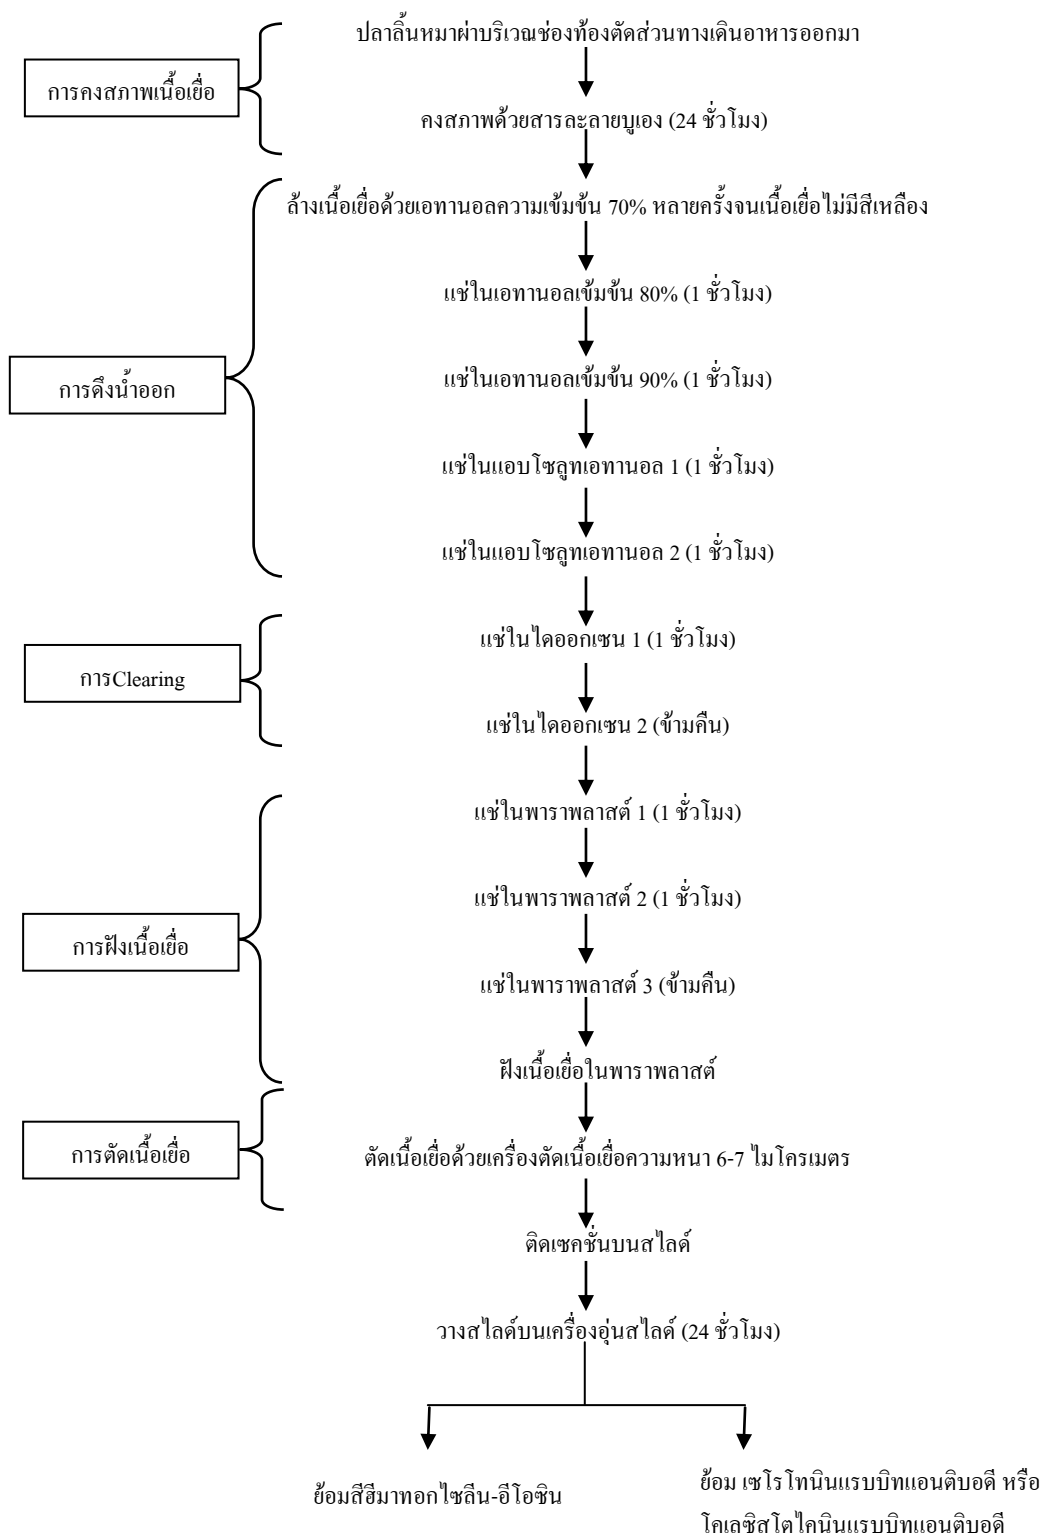 ปลาลิ้นหมาผ่าบริเวณช่องท้องตัดส่วนทางเดินอาหารออกมา
การคงสภาพเนื้อเยื่อ
คงสภาพด้วยสารละลายบูเอง (24 ชั่วโมง)
ล้างเนื้อเยื่อด้วยเอทานอลความเข้มข้น 70% หลายครั้งจนเนื้อเยื่อไม่มีสีเหลือง
แช่ในเอทานอลเข้มข้น 80% (1 ชั่วโมง)
การดึงน้ำออก
แช่ในเอทานอลเข้มข้น 90% (1 ชั่วโมง)
แช่ในแอบโซลูทเอทานอล 1 (1 ชั่วโมง)
แช่ในแอบโซลูทเอทานอล 2 (1 ชั่วโมง)
แช่ในไดออกเซน 1 (1 ชั่วโมง)
การClearing
แช่ในไดออกเซน 2 (ข้ามคืน)
แช่ในพาราพลาสต์ 1 (1 ชั่วโมง)
แช่ในพาราพลาสต์ 2 (1 ชั่วโมง)
การฝังเนื้อเยื่อ
แช่ในพาราพลาสต์ 3 (ข้ามคืน)
ฝังเนื้อเยื่อในพาราพลาสต์
การตัดเนื้อเยื่อ
ตัดเนื้อเยื่อด้วยเครื่องตัดเนื้อเยื่อความหนา 6-7 ไมโครเมตร
ติดเซคชั่นบนสไลด์
วางสไลด์บนเครื่องอุ่นสไลด์ (24 ชั่วโมง)
ย้อมสีฮีมาทอกไซลีน-อีโอซิน
ย้อม เซโรโทนินแรบบิทแอนติบอดี หรือ
โคเลซิสโตไคนินแรบบิทแอนติบอดี